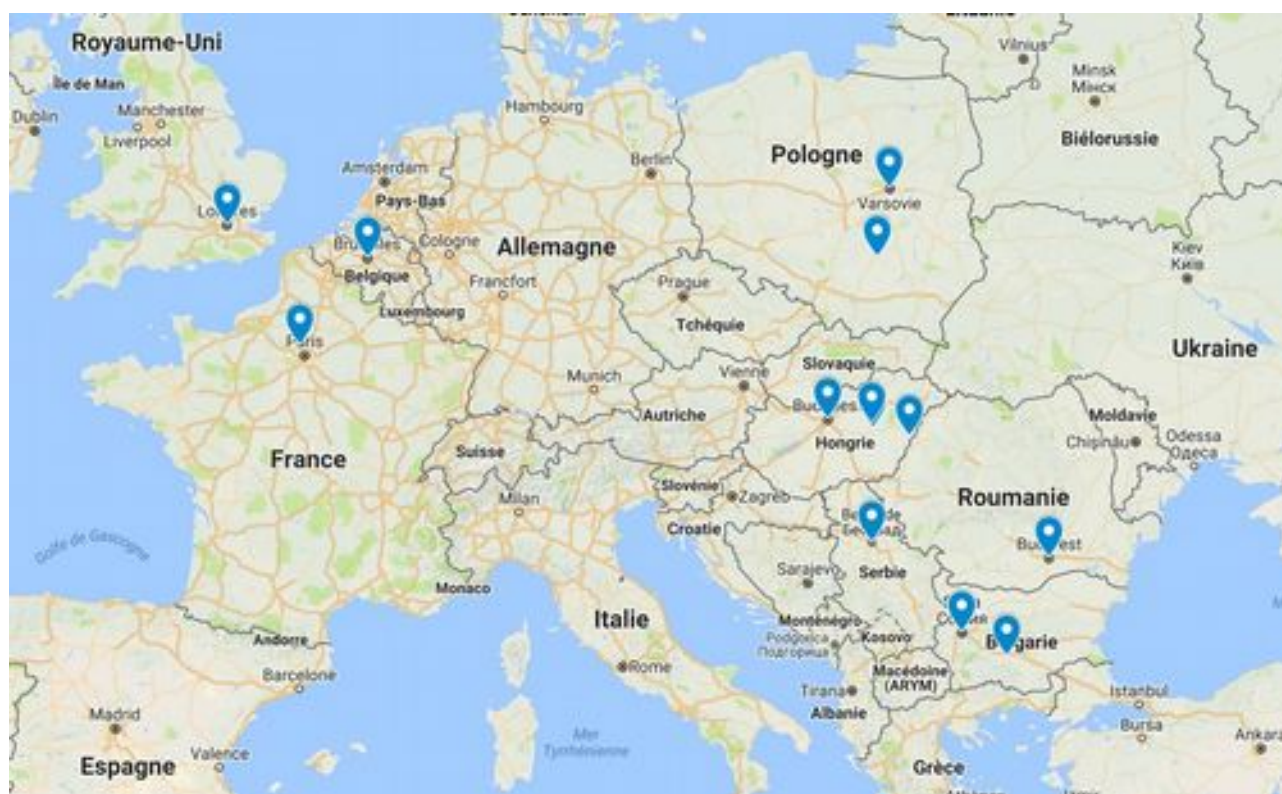 Royaume-Uni
Île de Man
Dublin
Manchester
Liverpool
Hambourg
Vilnius
Minsk
Мінск
Biélorussie
Amsterdam
Pays-Bas
Berlin
Pologne
Varsovie
Cologne
Allemagne
Belgique
Francfort
Luxembourg
Prague
Tchéquie
Kiev
Київ
Ukraine
Paris
Munich
Vienne
Slovaquie
Autriche
Hongrie
Moldavie
Chișinău
Odessa
Одеса
France
Suisse
Slovénie
Zagreb
Milan
Croatie
Roumanie
Golfe de Gascogne
Monaco
Sarajevo
Serbie
Italie
Monténégro
Podgorica
Подгорица
Kosovo
Andorre
Barcelone
Rome
Macédoine
(ARYM)
Tirana
Albanie
Istanbul
Bursa
Ankara
Madrid
Valence
Espagne
Mer
Tyrrhénienne
Grèce